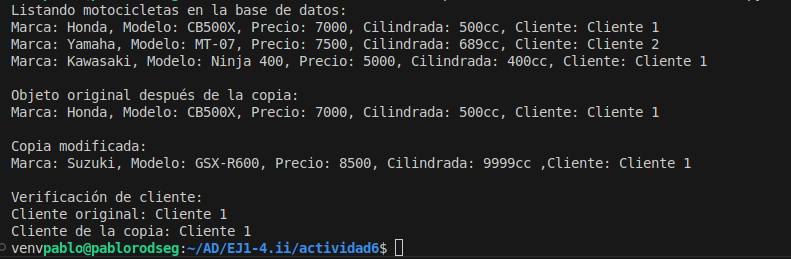 Listando motocicletas en la base de datos:
Marca: Honda, Modelo: CB500X, Precio: 7000, Cilindrada: 500cc, Cliente: Cliente 1
Marca: Yamaha, Modelo: MT-07, Precio: 7500, Cilindrada: 689cc, Cliente: Cliente 2
Marca: Kawasaki, Modelo: Ninja 400, Precio: 5000, Cilindrada: 400cc, Cliente: Cliente 1
Objeto original después de la copia:
Marca: Honda, Modelo: CB500X, Precio: 7000, Cilindrada: 500cc, Cliente: Cliente 1
Copia modificada:
Marca: Suzuki, Modelo: GSX-R600, Precio: 8500, Cilindrada: 9999cc ,Cliente: Cliente 1
Verificación de cliente:
Cliente original: Cliente 1
Cliente de la copia: Cliente 1
venvpablo@pablorodseg:~/AD/EJ1-4.ii/actividad6$